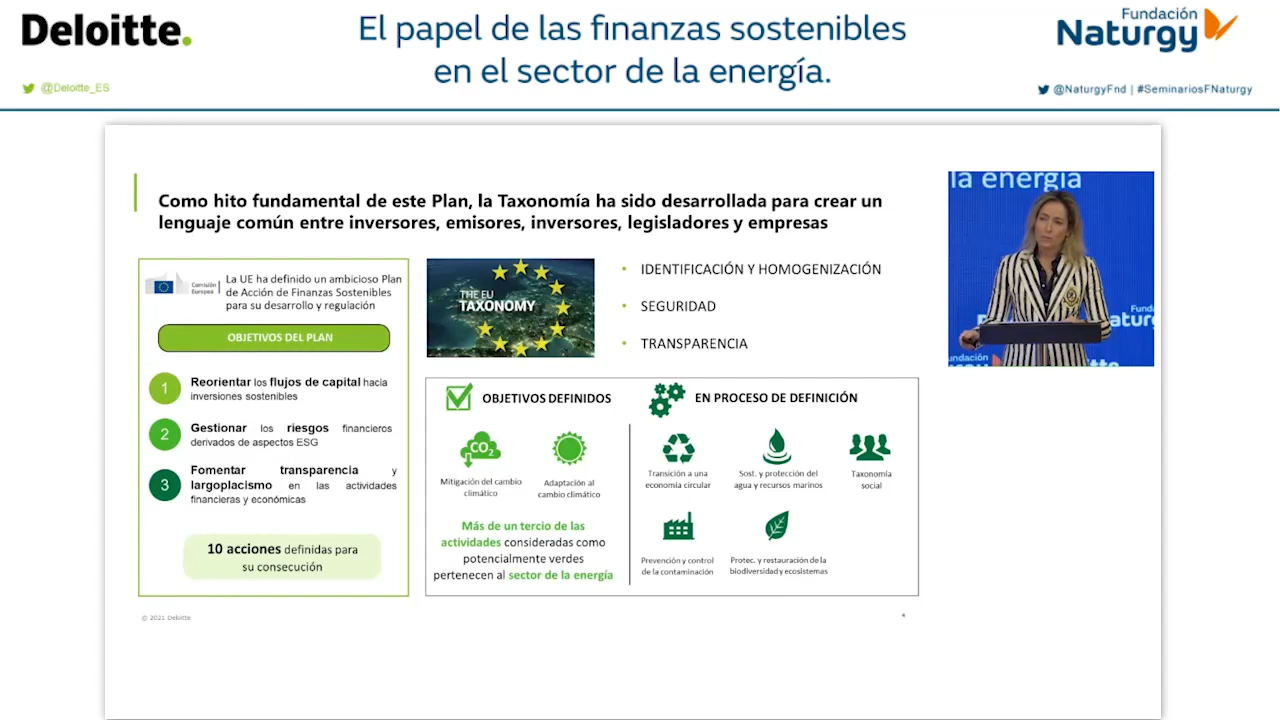 Deloitte.
@Deloitte_ES
El papel de las finanzas sostenibles
en el sector de la energía.
Fundación
Naturgy
@NaturgyFnd | #SeminariosFNaturgy
Como hito fundamental de este Plan, la Taxonomía ha sido desarrollada para crear un
lenguaje común entre inversores, emisores, inversores, legisladores y empresas
Comisión
Europea
La UE ha definido un ambicioso Plan
de Acción de Finanzas Sostenibles
para su desarrollo y regulación
OBJETIVOS DEL PLAN
1
Reorientar los flujos de capital hacia
inversiones sostenibles
2
Gestionar los riesgos financieros
derivados de aspectos ESG
3
Fomentar transparencia y
largoplacismo en las actividades
financieras y económicas
10 acciones definidas para
su consecución
THE EU
TAXONOMY
• IDENTIFICACIÓN Y HOMOGENIZACIÓN
• SEGURIDAD
• TRANSPARENCIA
OBJETIVOS DEFINIDOS
CO2
Mitigación del cambio
climático
Adaptación al
cambio climático
Más de un tercio de las
actividades consideradas como
potencialmente verdes
pertenecen al sector de la energía
EN PROCESO DE DEFINICIÓN
Transición a una
economía circular
Sost. y protección del
agua y recursos marinos
Taxonomía
social
Prevención y control
de la contaminación
Protec. y restauración de la
biodiversidad y ecosistemas
© 2021 Deloitte
la energía
Funda
aturg
undación
oitte